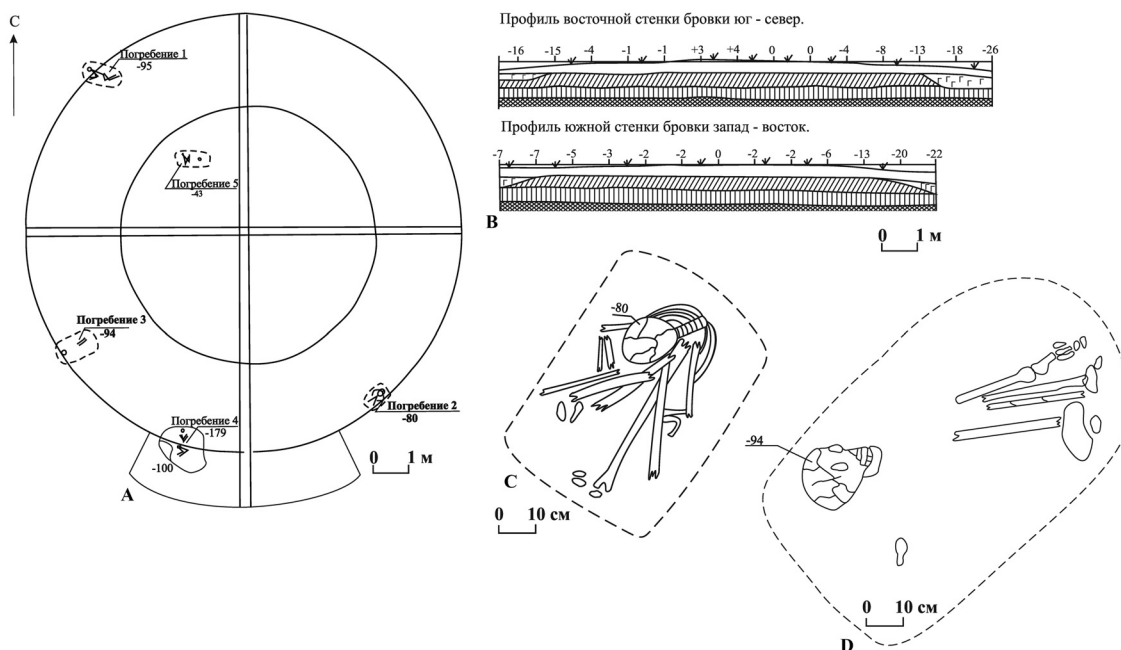 С
Погребение 1
-95
Погребение 5
-43
Погребение 3
-94
Погребение 2
-80
Погребение 4
-179
-100
0 1 м
A
Профиль восточной стенки бровки юг - север.
-16 -15 -4 -1 -1 +3 +4 0 0 -4 -8 -13 -18 -26
Профиль южной стенки бровки запад - восток.
-7 -7 -5 -3 -2 -2 0 -2 -2 -6 -13 -20 -22
B
0 1 м
-80
C
0 10 см
-94
0 10 см
D